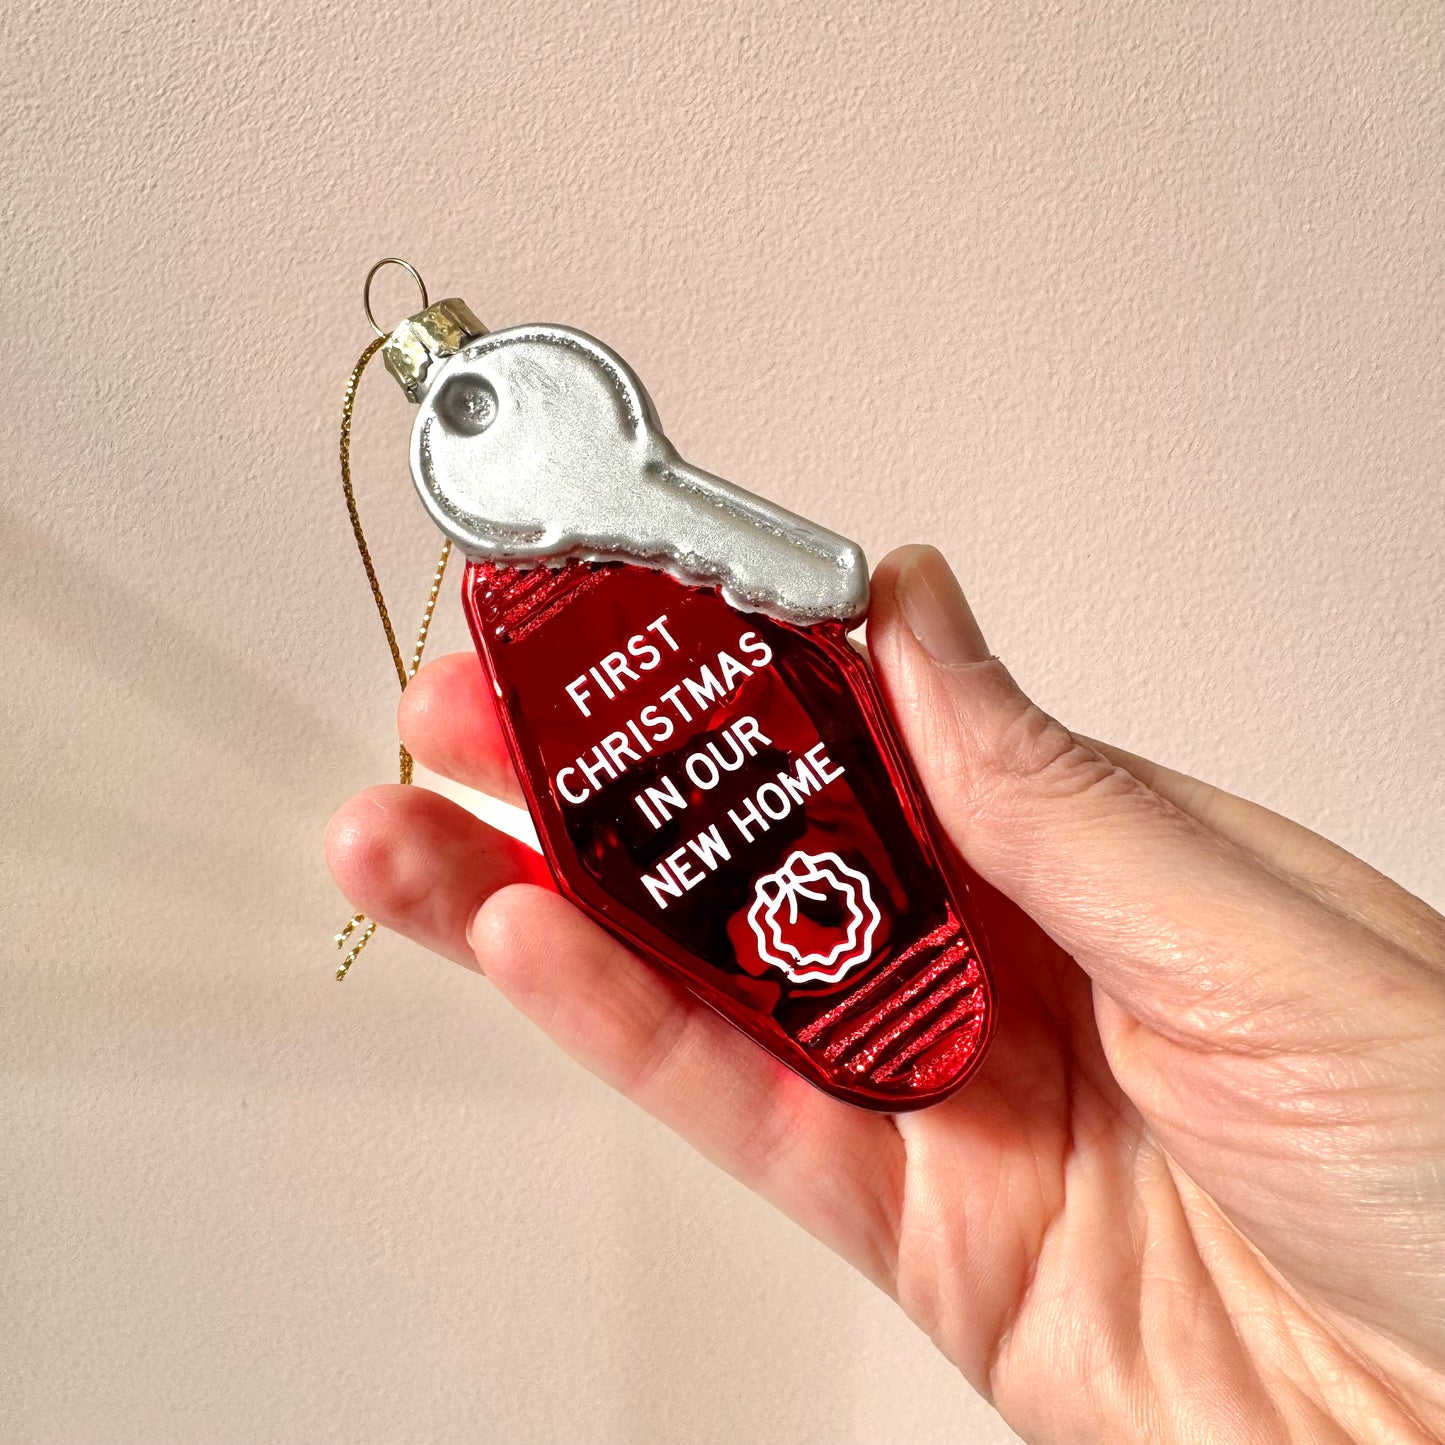 FIRST
CHRISTMAS
IN OUR
NEW HOME